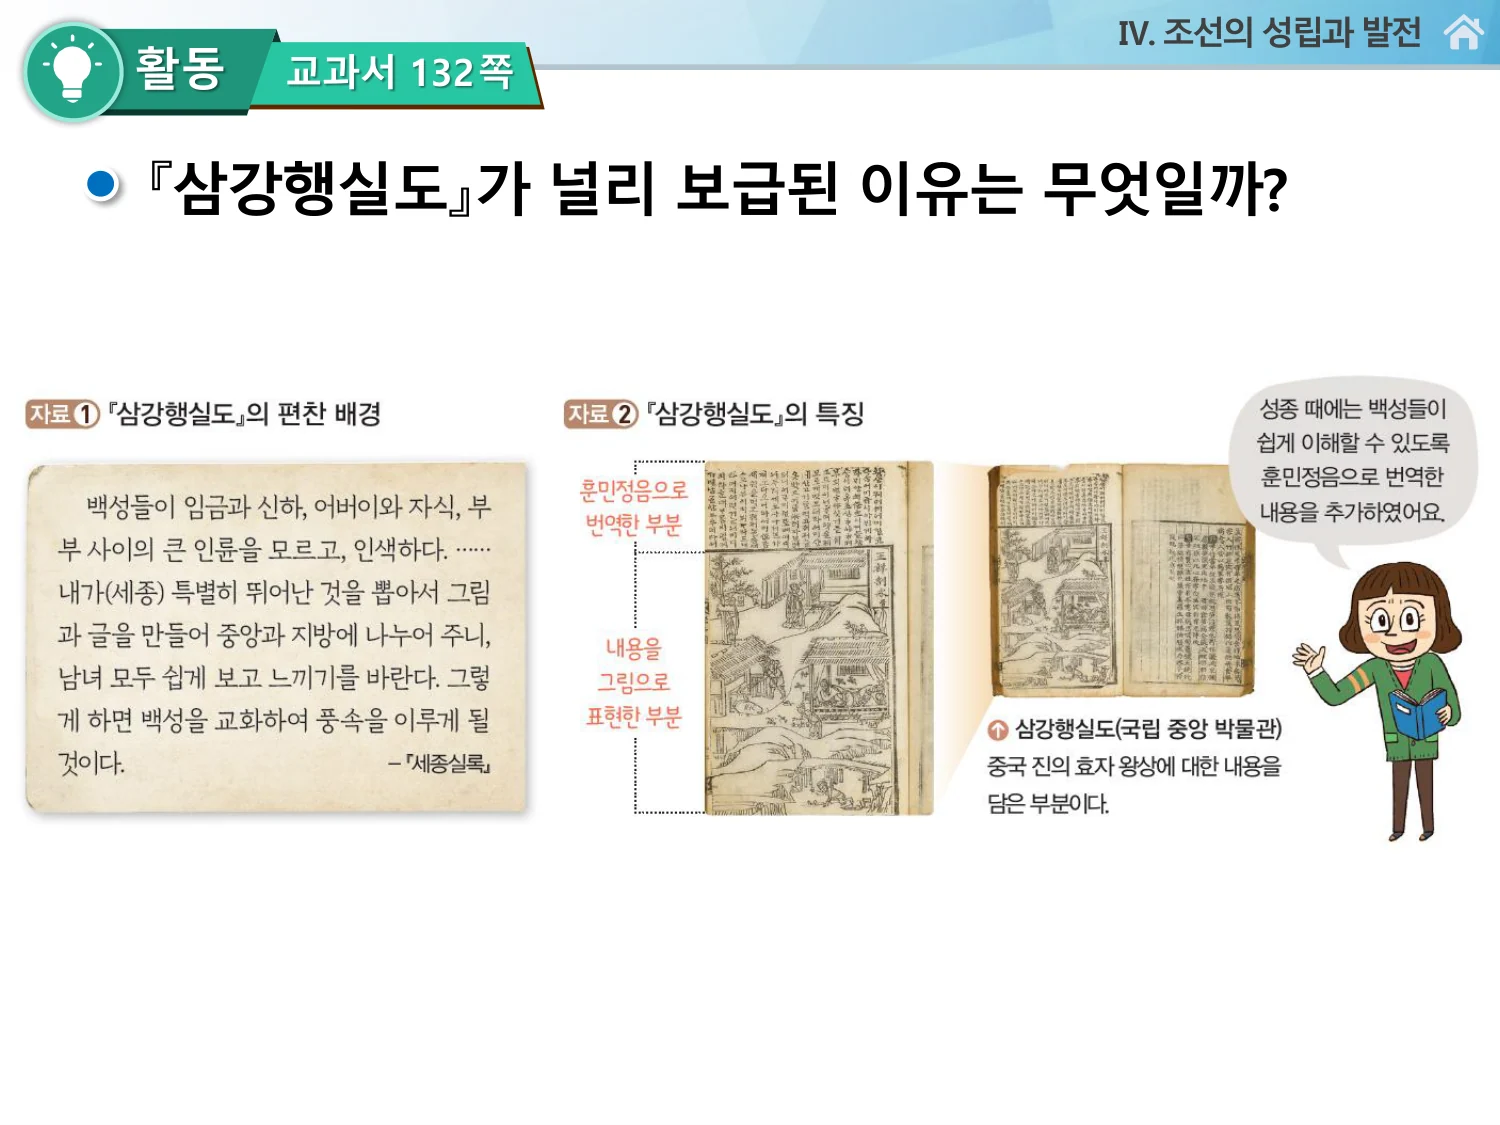 IV. 조선의 성립과 발전
활동
교과서 132쪽
『삼강행실도』가 널리 보급된 이유는 무엇일까?
자료 1 『삼강행실도』의 편찬 배경
백성들이 임금과 신하, 어버이와 자식, 부
부 사이의 큰 인륜을 모르고, 인색하다. ……
내가(세종) 특별히 뛰어난 것을 뽑아서 그림
과 글을 만들어 중앙과 지방에 나누어 주니,
남녀 모두 쉽게 보고 느끼기를 바란다. 그렇
게 하면 백성을 교화하여 풍속을 이루게 될
것이다.
– 『세종실록』
자료 2 『삼강행실도』의 특징
훈민정음으로
번역한 부분
내용을
그림으로
표현한 부분
삼강행실도(국립 중앙 박물관)
중국 진의 효자 왕상에 대한 내용을
담은 부분이다.
성종 때에는 백성들이
쉽게 이해할 수 있도록
훈민정음으로 번역한
내용을 추가하였어요.